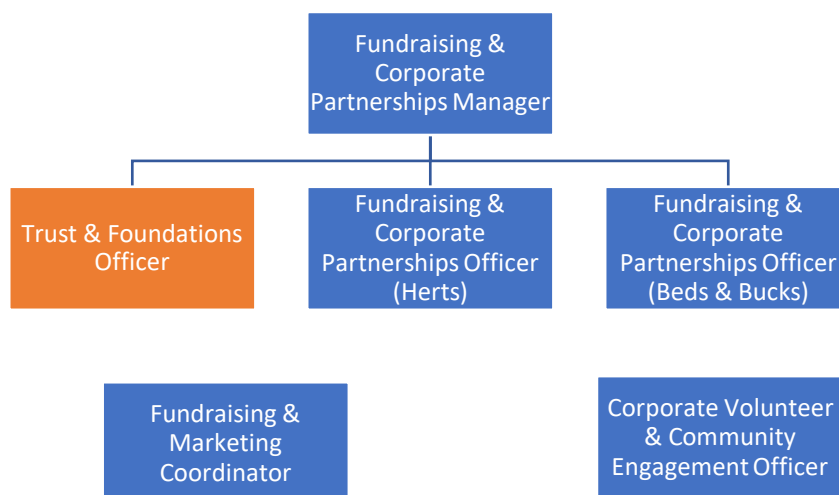 Fundraising &
Corporate
Partnerships Manager
Trust & Foundations
Officer
Fundraising &
Corporate
Partnerships Officer
(Herts)
Fundraising &
Corporate
Partnerships Officer
(Beds & Bucks)
Fundraising &
Marketing
Coordinator
Corporate Volunteer
& Community
Engagement Officer